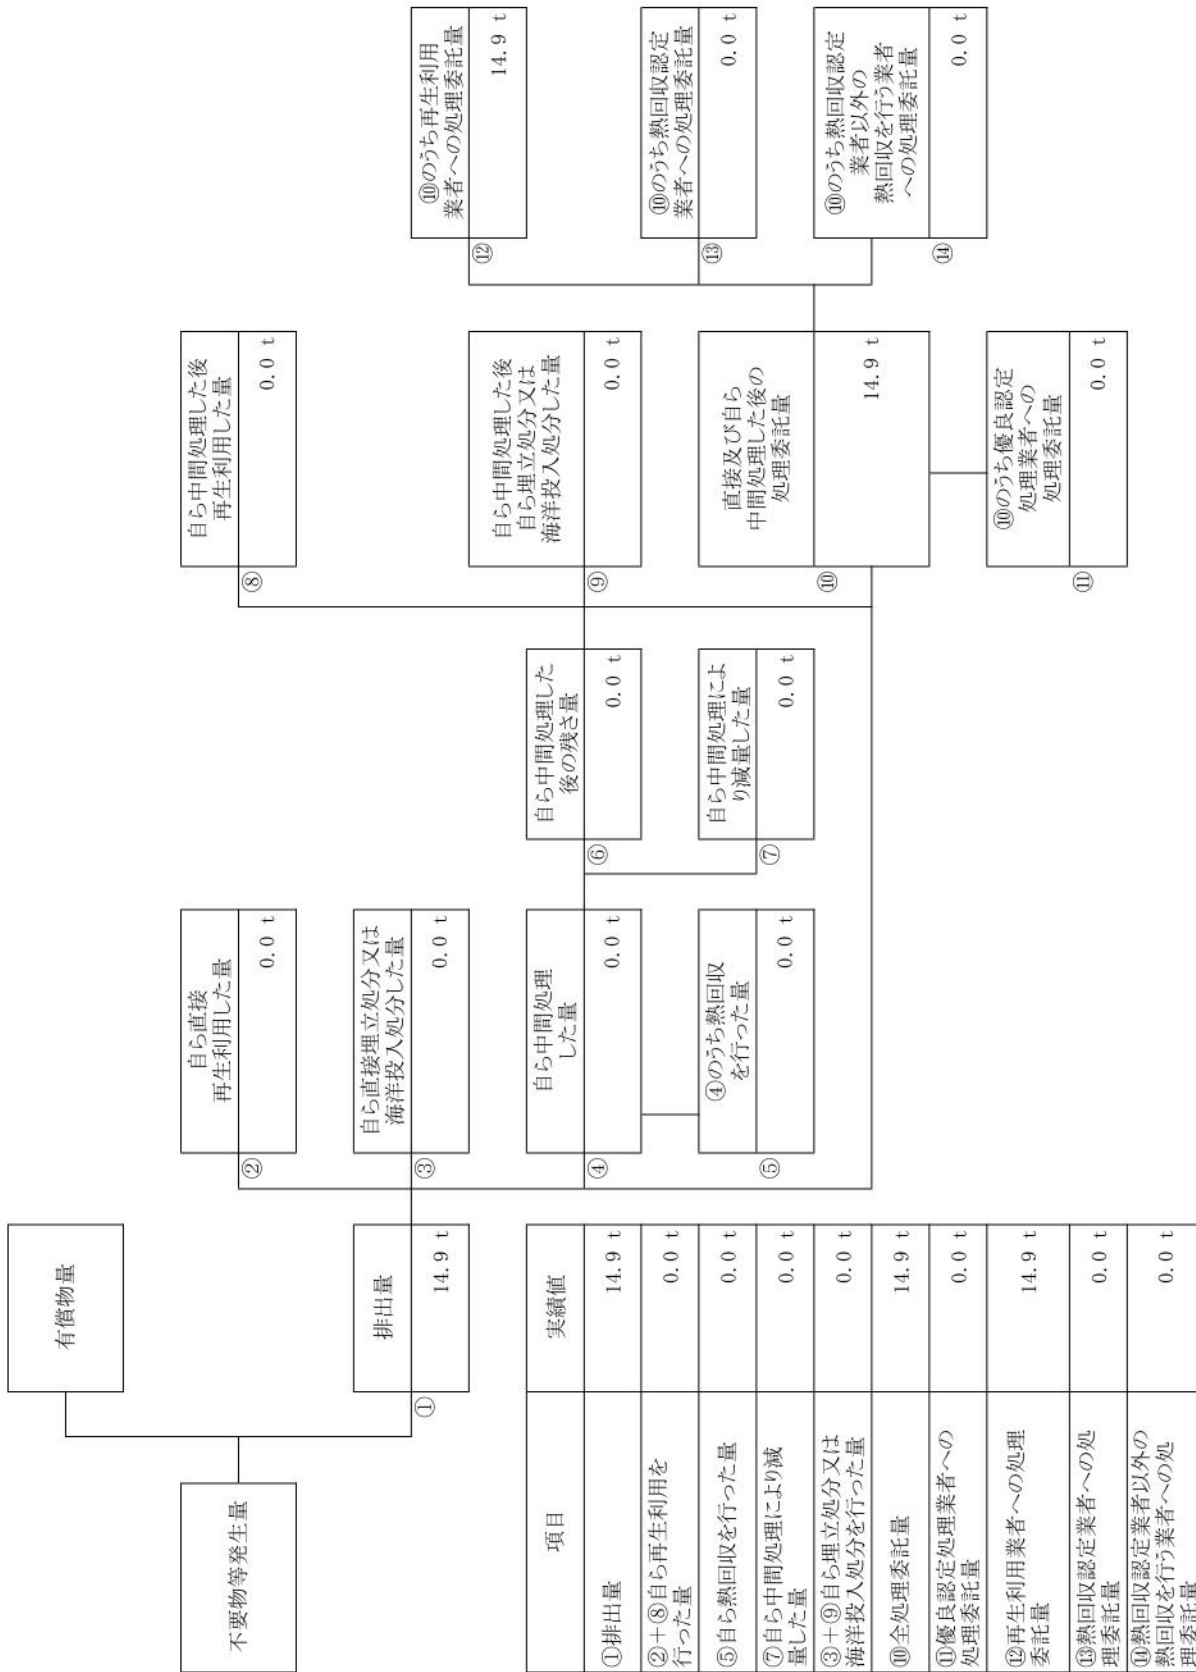 不要物等発生量
有償物量
①
排出量
14.9 t
②
自ら直接
再生利用した量
0.0 t
③
自ら直接埋立処分又は
海洋投入処分した量
0.0 t
④
自ら中間処理
した量
0.0 t
⑤
④のうち熱回収
を行った量
0.0 t
⑥
自ら中間処理した
後の残さ量
0.0 t
⑦
自ら中間処理によ
り減量した量
0.0 t
⑧
自ら中間処理した後
再生利用した量
0.0 t
⑨
自ら中間処理した後
自ら埋立処分又は
海洋投入処分した量
0.0 t
⑩
直接及び自ら
中間処理した後の
処理委託量
14.9 t
⑪
⑩のうち優良認定
処理業者への
処理委託量
0.0 t
⑫
⑩のうち再生利用
業者への処理委託量
14.9 t
⑬
⑩のうち熱回収認定
業者への処理委託量
0.0 t
⑭
⑩のうち熱回収認定
業者以外の
熱回収を行う業者
への処理委託量
0.0 t
項目 実績値
①排出量 14.9 t
②+⑧自ら再生利用を
行った量 0.0 t
⑤自ら熱回収を行った量 0.0 t
⑦自ら中間処理により減
量した量 0.0 t
③+⑨自ら埋立処分又は
海洋投入処分を行った量 0.0 t
⑩全処理委託量 14.9 t
⑪優良認定処理業者への
処理委託量 0.0 t
⑫再生利用業者への処理
委託量 14.9 t
⑬熱回収認定業者への処
理委託量 0.0 t
⑭熱回収認定業者以外の
熱回収を行う業者への処
理委託量 0.0 t